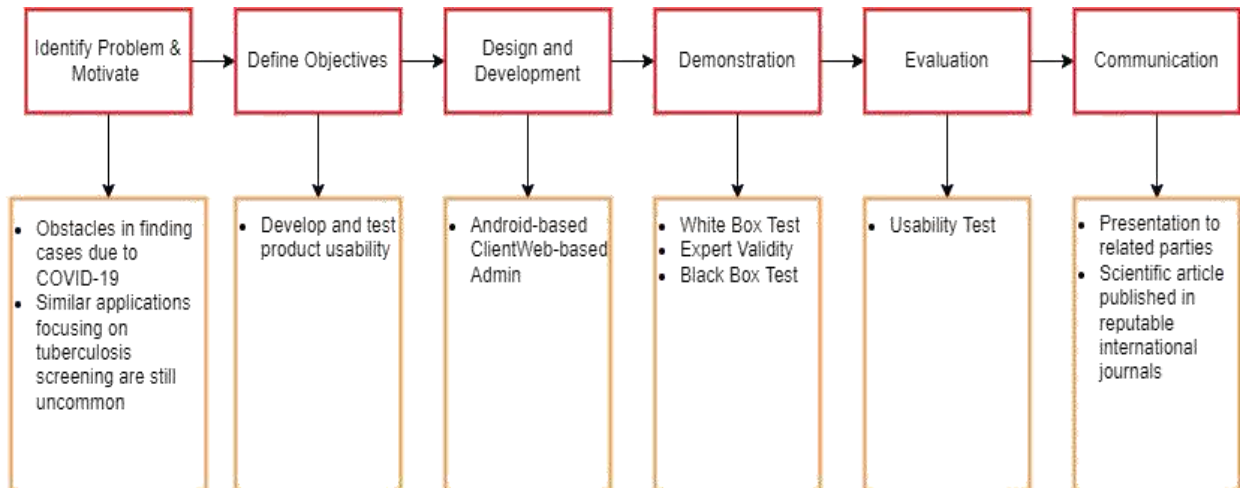 Identify Problem &
Motivate
Define Objectives
Design and
Development
Demonstration
Evaluation
Communication
• Obstacles in finding
cases due to
COVID-19
• Similar applications
focusing on
tuberculosis
screening are still
uncommon
• Develop and test
product usability
• Android-based
ClientWeb-based
Admin
• White Box Test
• Expert Validity
• Black Box Test
• Usability Test
• Presentation to
related parties
• Scientific article
published in
reputable
international
journals